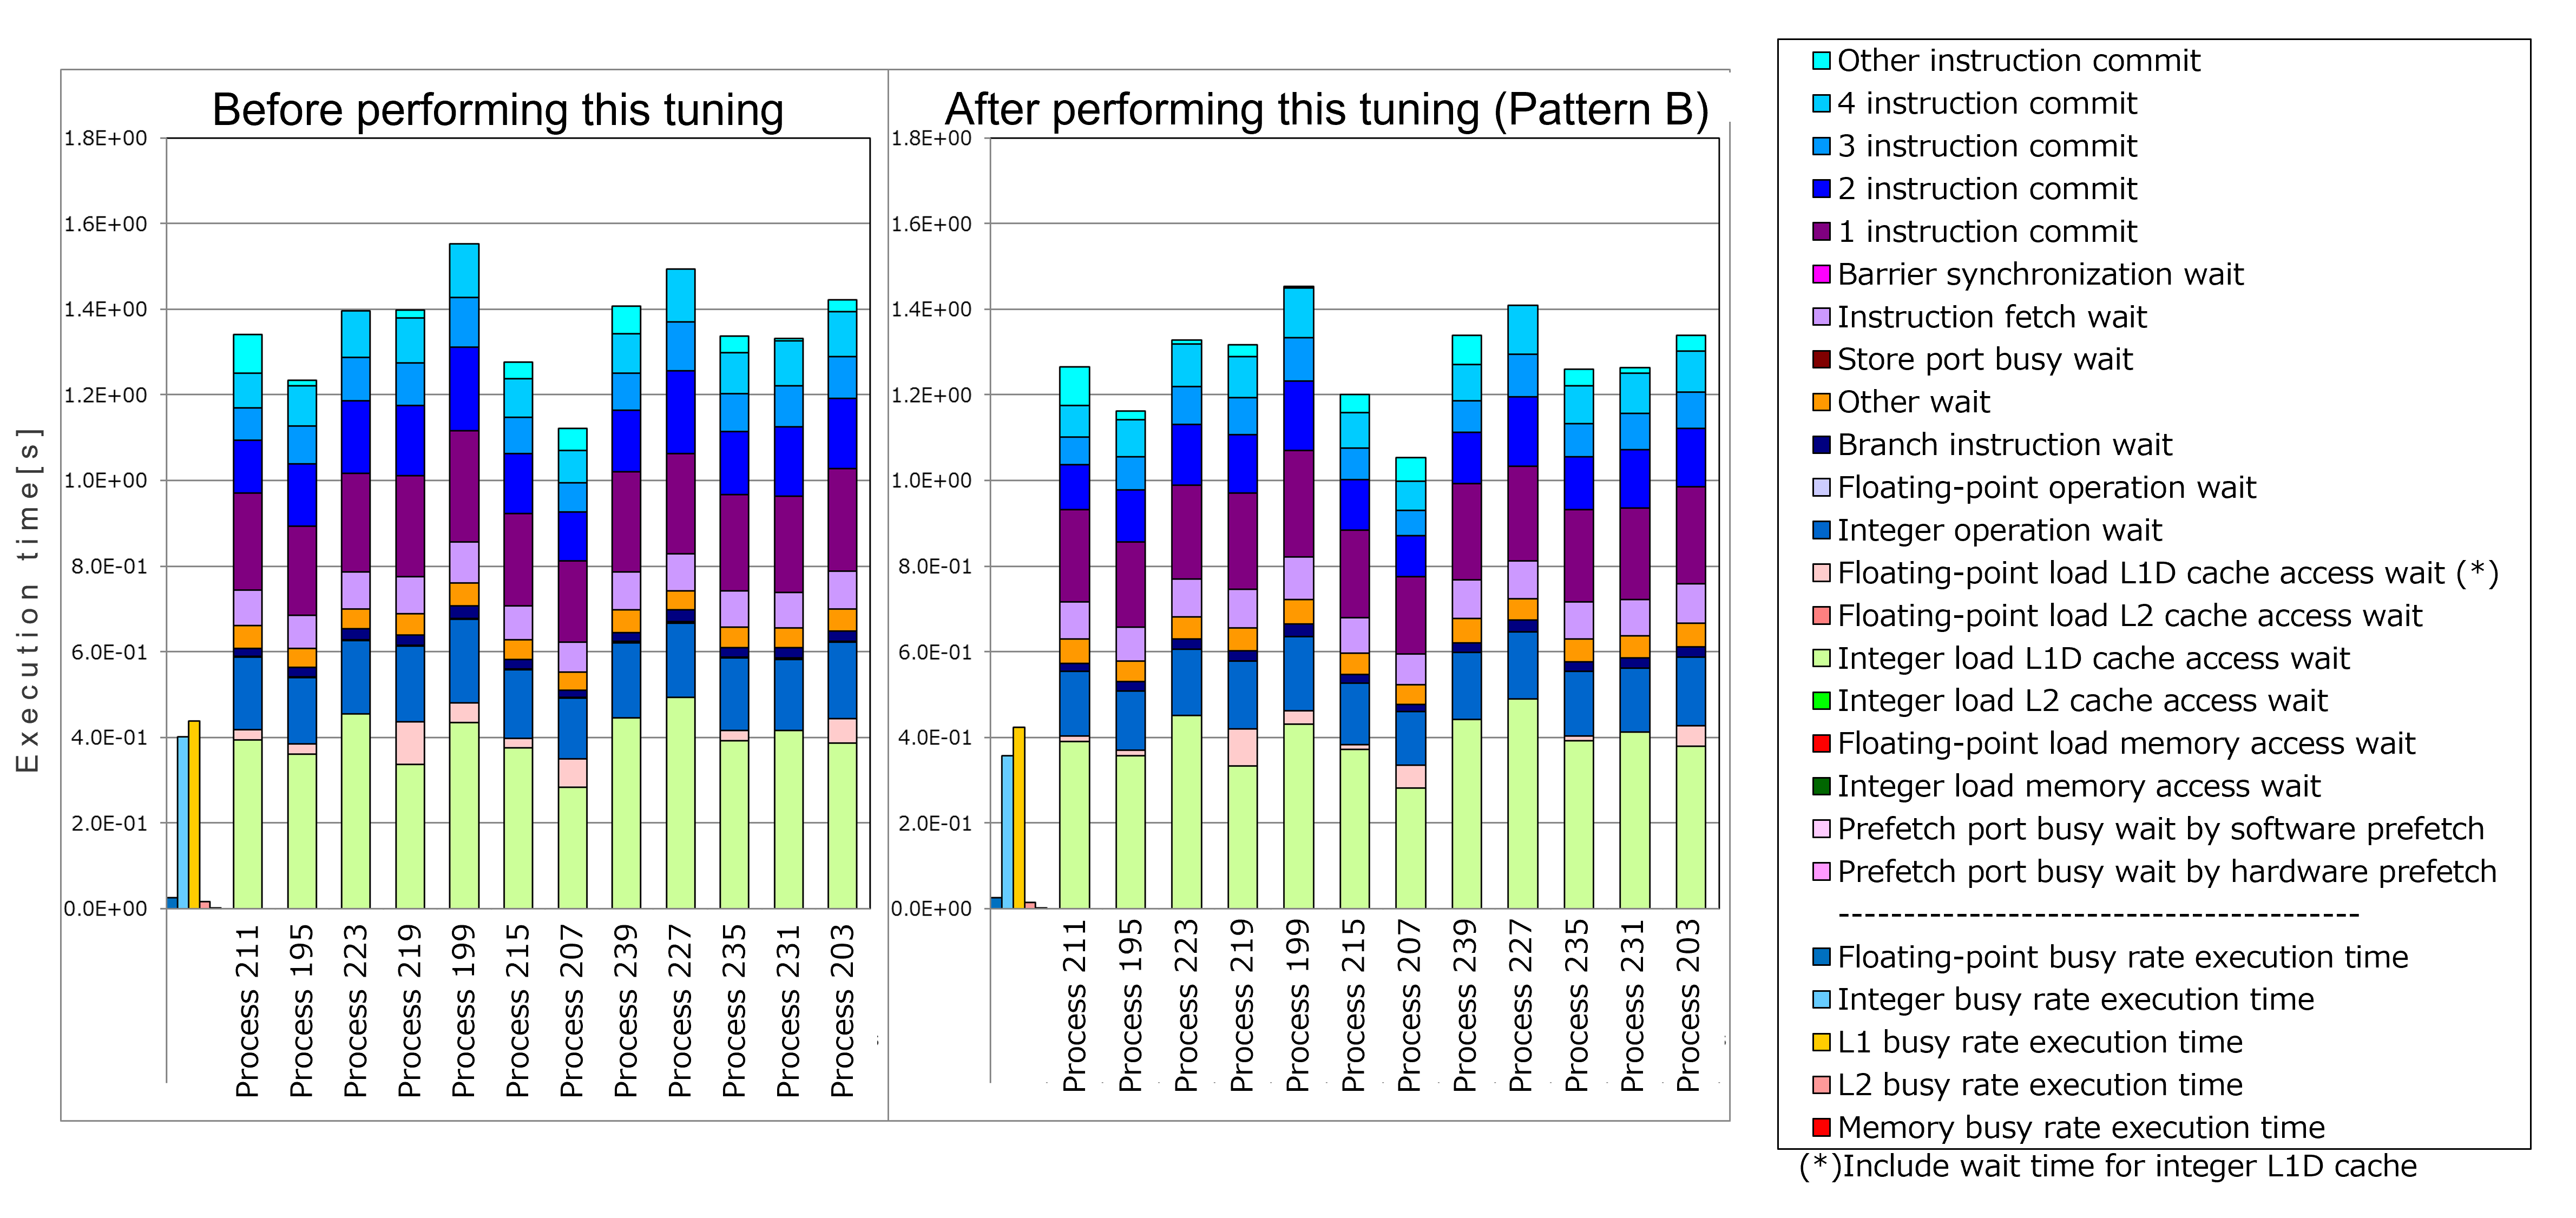 Before performing this tuning
After performing this tuning (Pattern B)
Execution time[s]
1.8E+00
1.6E+00
1.4E+00
1.2E+00
1.0E+00
8.0E-01
6.0E-01
4.0E-01
2.0E-01
0.0E+00
Process 211
Process 195
Process 223
Process 219
Process 199
Process 215
Process 207
Process 239
Process 227
Process 235
Process 231
Process 203
1.8E+00
1.6E+00
1.4E+00
1.2E+00
1.0E+00
8.0E-01
6.0E-01
4.0E-01
2.0E-01
0.0E+00
Process 211
Process 195
Process 223
Process 219
Process 199
Process 215
Process 207
Process 239
Process 227
Process 235
Process 231
Process 203
Other instruction commit
4 instruction commit
3 instruction commit
2 instruction commit
1 instruction commit
Barrier synchronization wait
Instruction fetch wait
Store port busy wait
Other wait
Branch instruction wait
Floating-point operation wait
Integer operation wait
Floating-point load L1D cache access wait (*)
Floating-point load L2 cache access wait
Integer load L1D cache access wait
Integer load L2 cache access wait
Floating-point load memory access wait
Integer load memory access wait
Prefetch port busy wait by software prefetch
Prefetch port busy wait by hardware prefetch
----------------------------------------
Floating-point busy rate execution time
Integer busy rate execution time
L1 busy rate execution time
L2 busy rate execution time
Memory busy rate execution time
(*)Include wait time for integer L1D cache